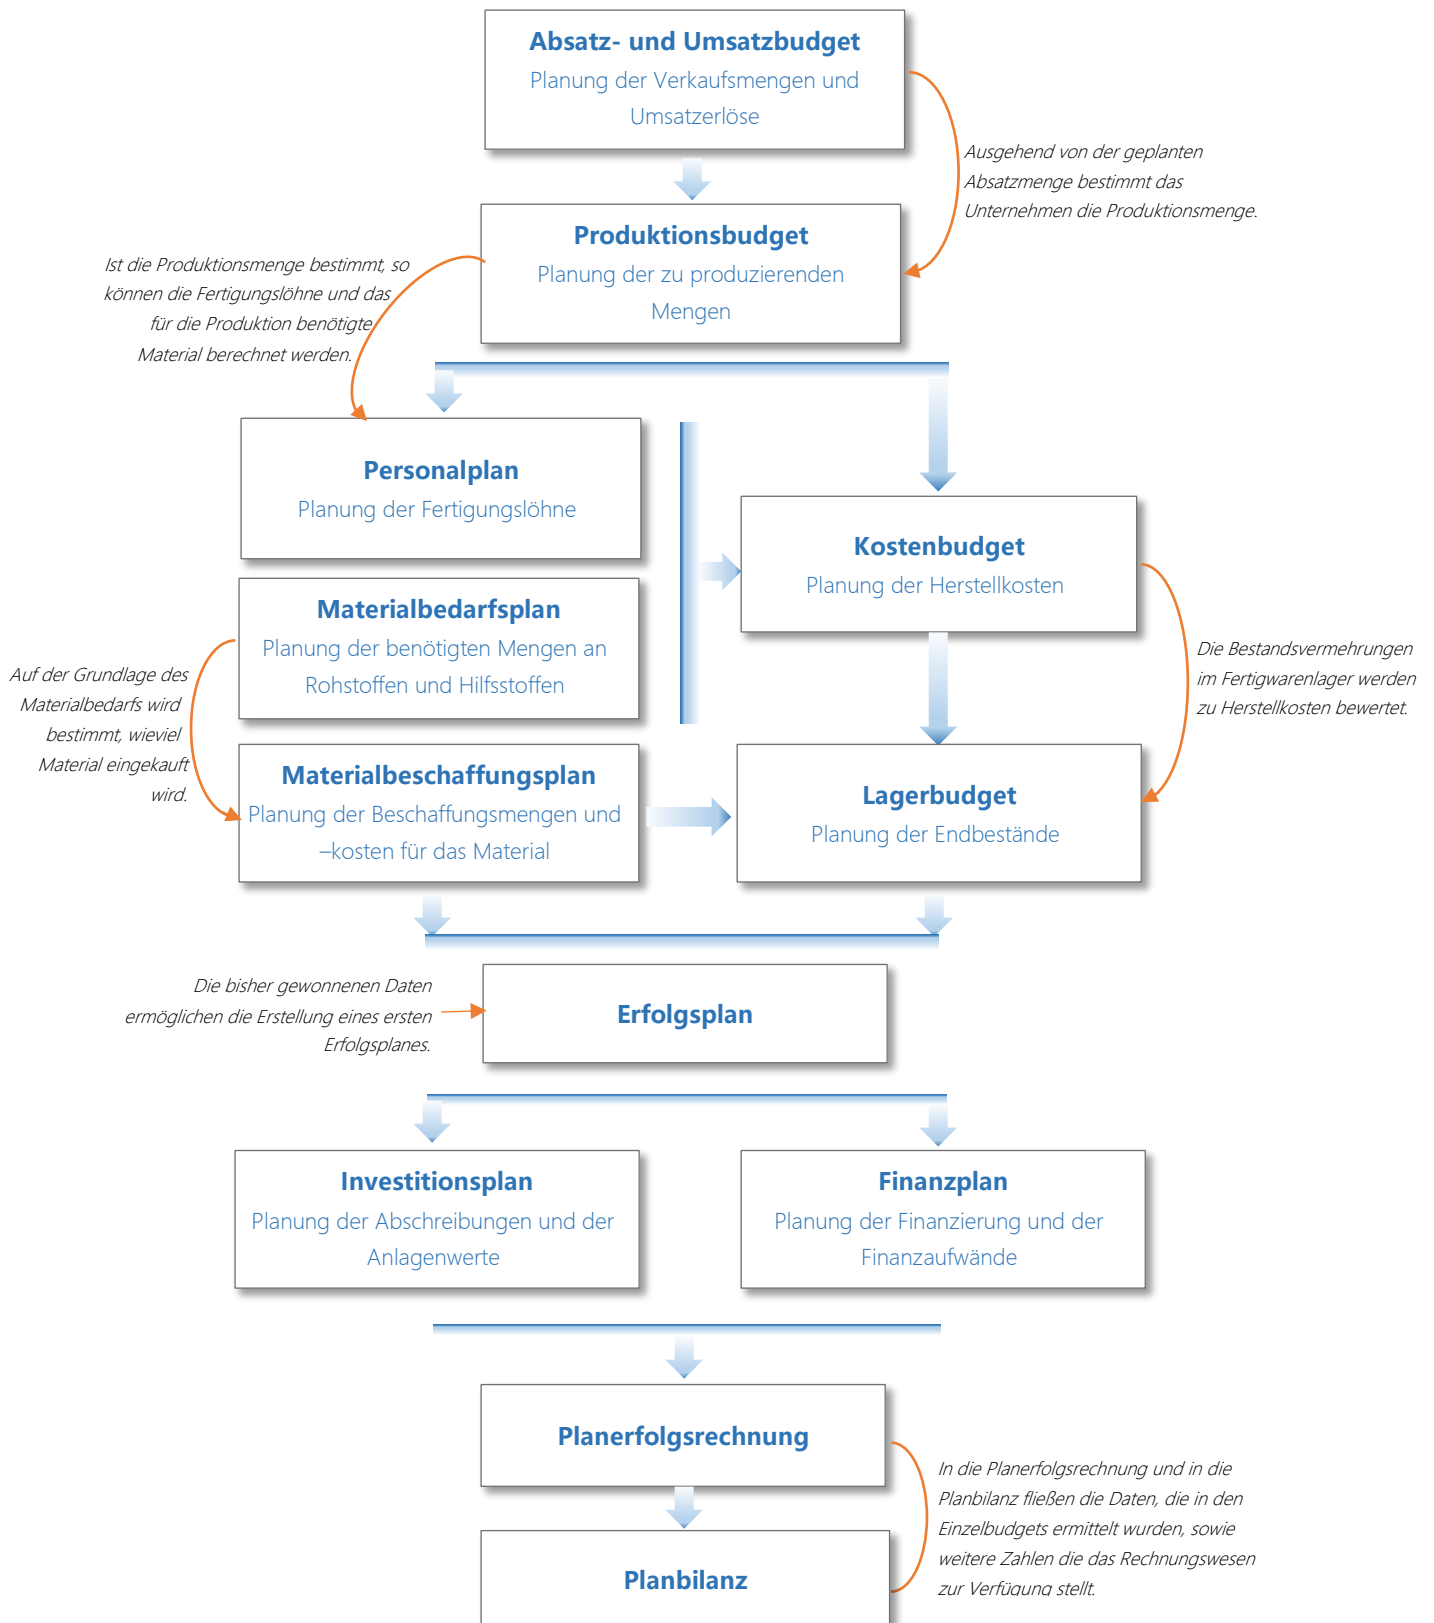 Absatz- und Umsatzbudget
Planung der Verkaufsmengen und
Umsatzerlöse
Ausgehend von der geplanten
Absatzmenge bestimmt das
Unternehmen die Produktionsmenge.
Produktionsbudget
Planung der zu produzierenden
Mengen
Ist die Produktionsmenge bestimmt, so
können die Fertigungslöhne und das
für die Produktion benötigte
Material berechnet werden.
Personalplan
Planung der Fertigungslöhne
Kostenbudget
Planung der Herstellkosten
Materialbedarfsplan
Planung der benötigten Mengen an
Rohstoffen und Hilfsstoffen
Die Bestandsvermehrungen
im Fertigwarenlager werden
zu Herstellkosten bewertet.
Auf der Grundlage des
Materialbedarfs wird
bestimmt, wieviel
Material eingekauft
wird.
Materialbeschaffungsplan
Planung der Beschaffungsmengen und
–kosten für das Material
Lagerbudget
Planung der Endbestände
Die bisher gewonnenen Daten
ermöglichen die Erstellung eines ersten
Erfolgsplanes.
Erfolgsplan
Investitionsplan
Planung der Abschreibungen und der
Anlagenwerte
Finanzplan
Planung der Finanzierung und der
Finanzaufwände
Planerfolgsrechnung
In die Planerfolgsrechnung und in die
Planbilanz fließen die Daten, die in den
Einzelbudgets ermittelt wurden, sowie
weitere Zahlen die das Rechnungswesen
zur Verfügung stellt.
Planbilanz